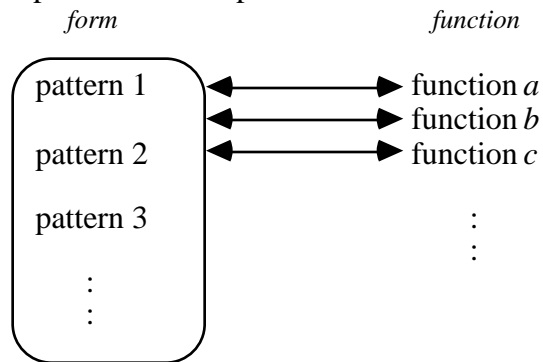 form function
pattern 1 function a
function b
pattern 2 function c
pattern 3